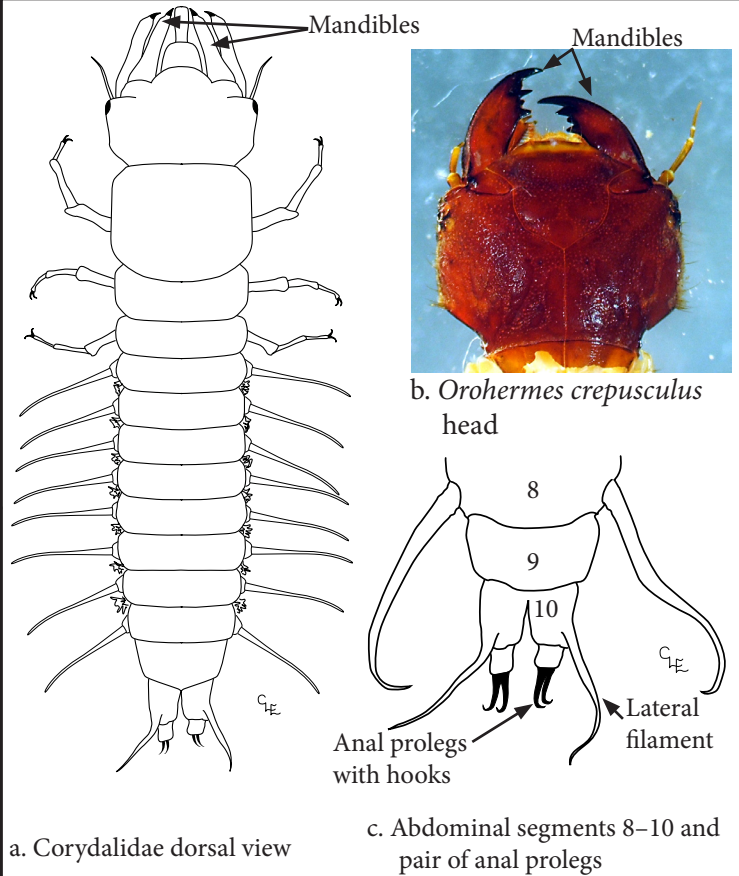 Mandibles
Mandibles
b. Orohermes crepusculus
head
8
9
10
CLE
CLE
Anal prolegs
with hooks
Lateral
filament
a. Corydalidae dorsal view
c. Abdominal segments 8–10 and
pair of anal prolegs